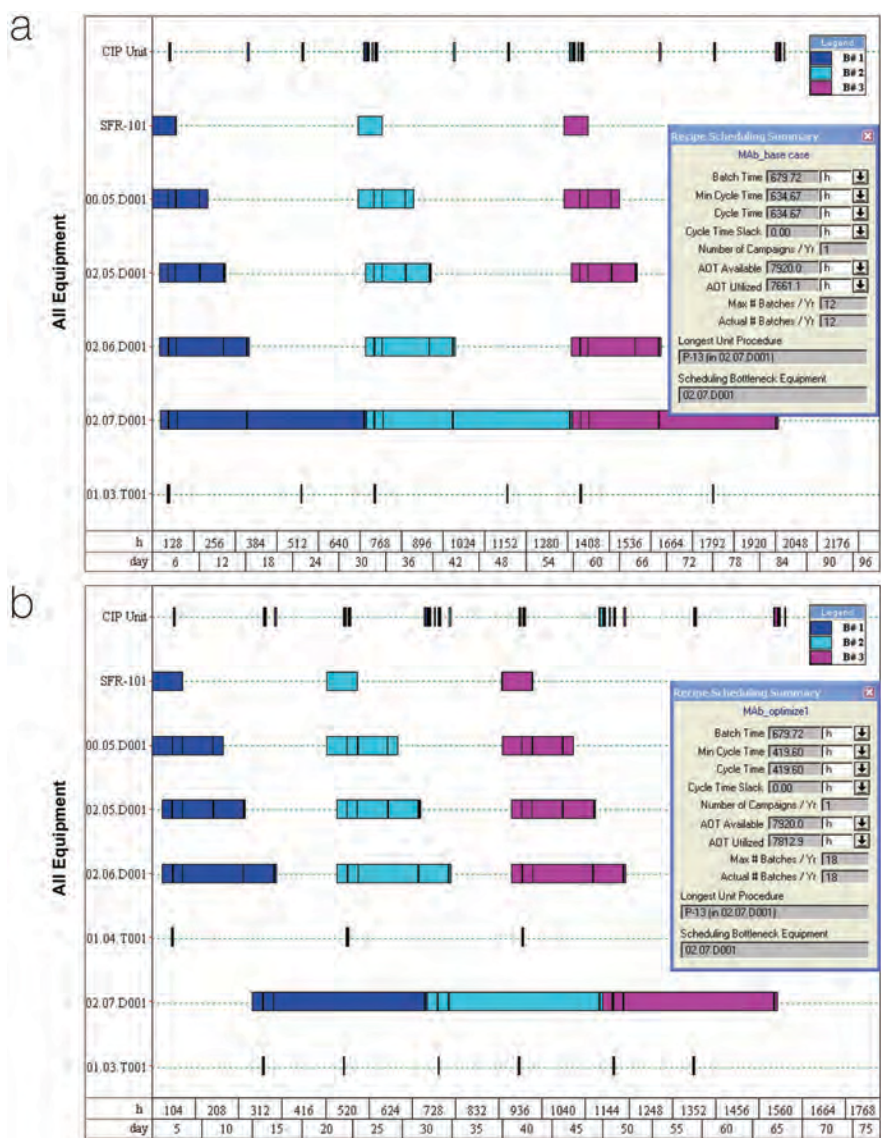 a
CIP Unit
SFR-101
00.05.D001
02.05.D001
02.06.D001
02.07.D001
01.03.T001
All Equipment
Legend
B# 1
B# 2
B# 3
Recipe Scheduling Summary
MAb_base case
Batch Time 679.72 h
Min Cycle Time 634.67 h
Cycle Time 634.67 h
Cycle Time Slack 0.00 h
Number of Campaigns / Yr 1
AOT Available 7920.0 h
AOT Utilized 7661.1 h
Max # Batches / Yr 12
Actual # Batches / Yr 12
Longest Unit Procedure
P-13 (in 02.07.D001)
Scheduling Bottleneck Equipment
02.07.D001
h 128 256 384 512 640 768 896 1024 1152 1280 1408 1536 1664 1792 1920 2048 2176
day 6 12 18 24 30 36 42 48 54 60 66 72 78 84 90 96
b
CIP Unit
SFR-101
00.05.D001
02.05.D001
02.06.D001
01.04.T001
02.07.D001
01.03.T001
All Equipment
Legend
B# 1
B# 2
B# 3
Recipe Scheduling Summary
MAb_optimize1
Batch Time 679.72 h
Min Cycle Time 419.60 h
Cycle Time 419.60 h
Cycle Time Slack 0.00 h
Number of Campaigns / Yr 1
AOT Available 7920.0 h
AOT Utilized 7812.9 h
Max # Batches / Yr 18
Actual # Batches / Yr 18
Longest Unit Procedure
P-13 (in 02.07.D001)
Scheduling Bottleneck Equipment
02.07.D001
h 104 208 312 416 520 624 728 832 936 1040 1144 1248 1352 1456 1560 1664 1768
day 5 10 15 20 25 30 35 40 45 50 55 60 65 70 75